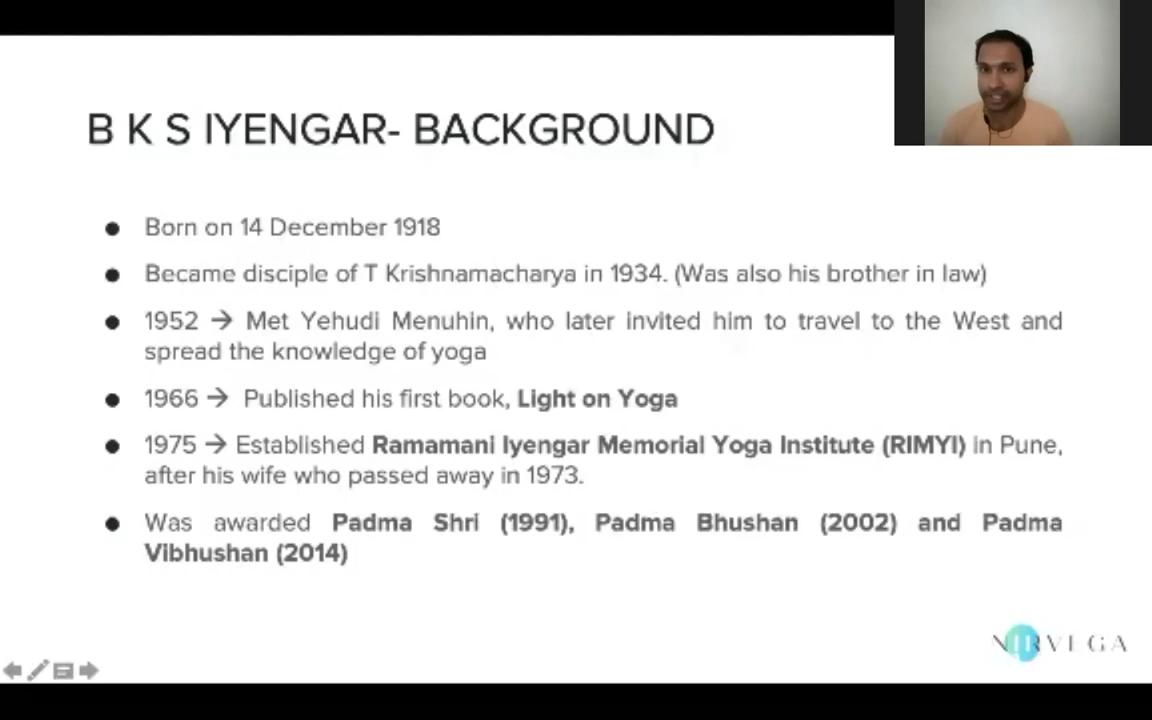 B K S IYENGAR- BACKGROUND
● Born on 14 December 1918
● Became disciple of T Krishnamacharya in 1934. (Was also his brother in law)
● 1952 → Met Yehudi Menuhin, who later invited him to travel to the West and
spread the knowledge of yoga
● 1966 → Published his first book, Light on Yoga
● 1975 → Established Ramamani Iyengar Memorial Yoga Institute (RIMYI) in Pune,
after his wife who passed away in 1973.
● Was awarded Padma Shri (1991), Padma Bhushan (2002) and Padma
Vibhushan (2014)
NIRVEGA